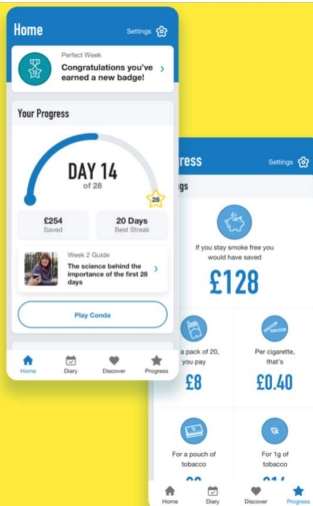 Home
Settings
Perfect Week
Congratulations you've
earned a new badge!
Your Progress
DAY 14
of 28
28
£254
Saved
20 Days
Best Streak
Week 2 Guide
The science behind the
importance of the first 28
days
Play Conda
Home
Diary
Discover
Progress
Settings
If you stay smoke free you
would have saved
£128
a pack of 20,
you pay
£8
Per cigarette,
that's
£0.40
For a pouch of
tobacco
For 1g of
tobacco
Home
Diary
Discover
Progress